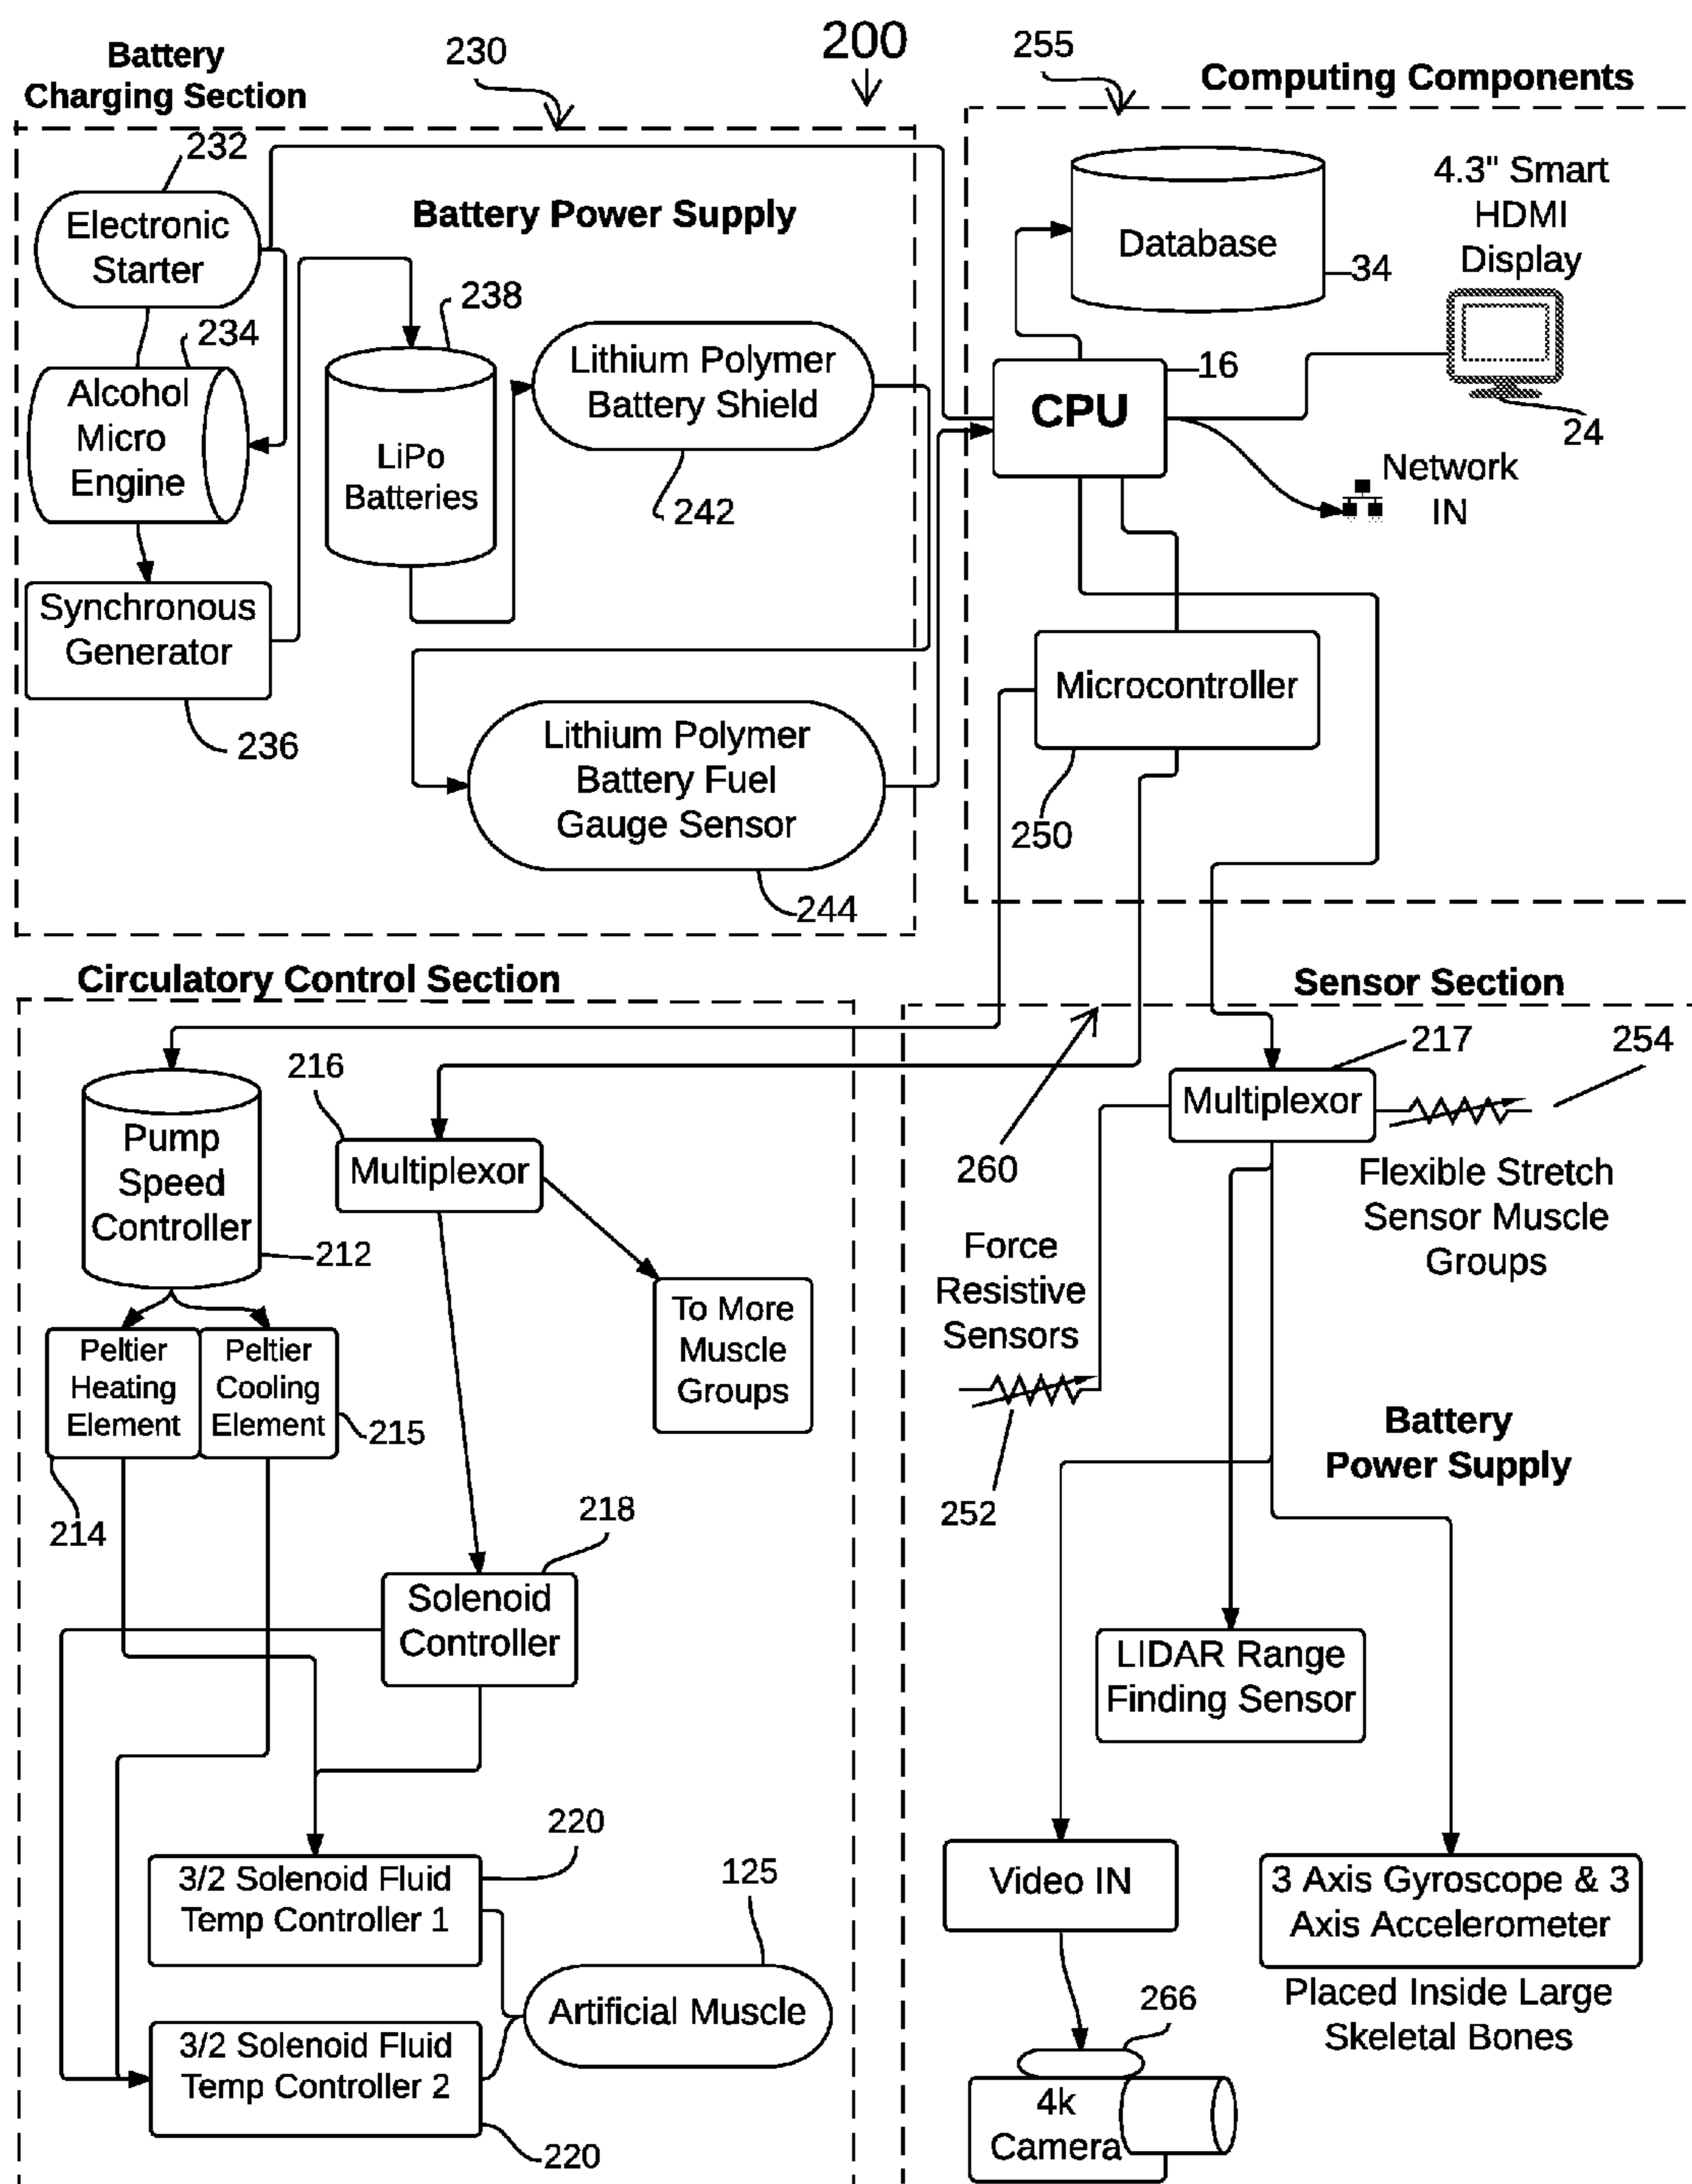 200
Battery
Charging Section
230
232
Electronic
Starter
Battery Power Supply
234
Alcohol
Micro
Engine
238
LiPo
Batteries
Lithium Polymer
Battery Shield
242
Synchronous
Generator
236
Lithium Polymer
Battery Fuel
Gauge Sensor
244
255
Computing Components
Database
34
4.3" Smart
HDMI
Display
24
CPU
16
Network
IN
Microcontroller
250
Circulatory Control Section
Pump
Speed
Controller
212
216
Multiplexor
To More
Muscle
Groups
Peltier
Heating
Element
Peltier
Cooling
Element
215
214
218
Solenoid
Controller
220
3/2 Solenoid Fluid
Temp Controller 1
125
Artificial Muscle
3/2 Solenoid Fluid
Temp Controller 2
220
Sensor Section
260
217
Multiplexor
254
Flexible Stretch
Sensor Muscle
Groups
Force
Resistive
Sensors
252
Battery
Power Supply
LIDAR Range
Finding Sensor
Video IN
3 Axis Gyroscope & 3
Axis Accelerometer
Placed Inside Large
Skeletal Bones
266
4k
Camera